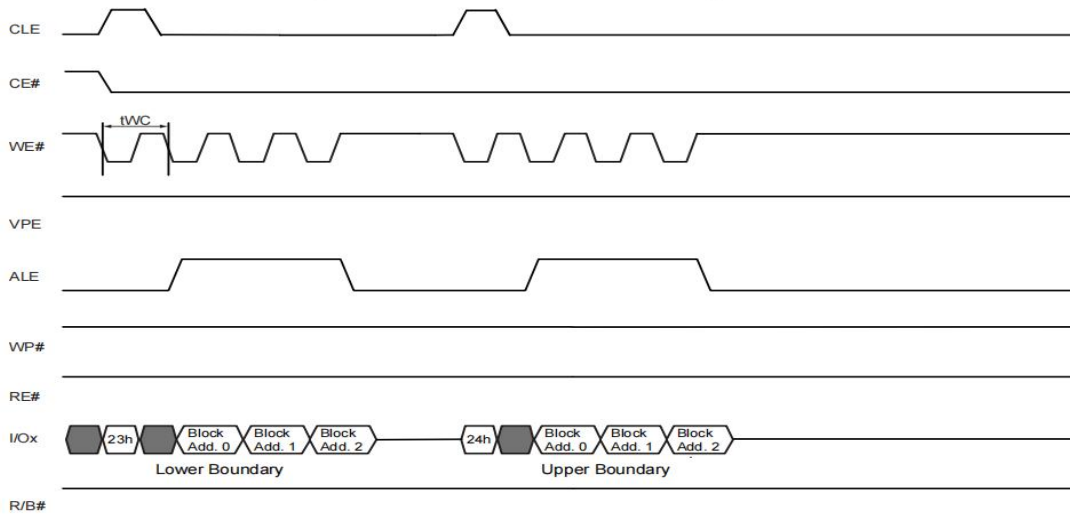 CLE
CE#
tWC
WE#
VPE
ALE
WP#
RE#
I/Ox 23h Block Add. 0 Block Add. 1 Block Add. 2 24h Block Add. 0 Block Add. 1 Block Add. 2
Lower Boundary Upper Boundary
R/B#